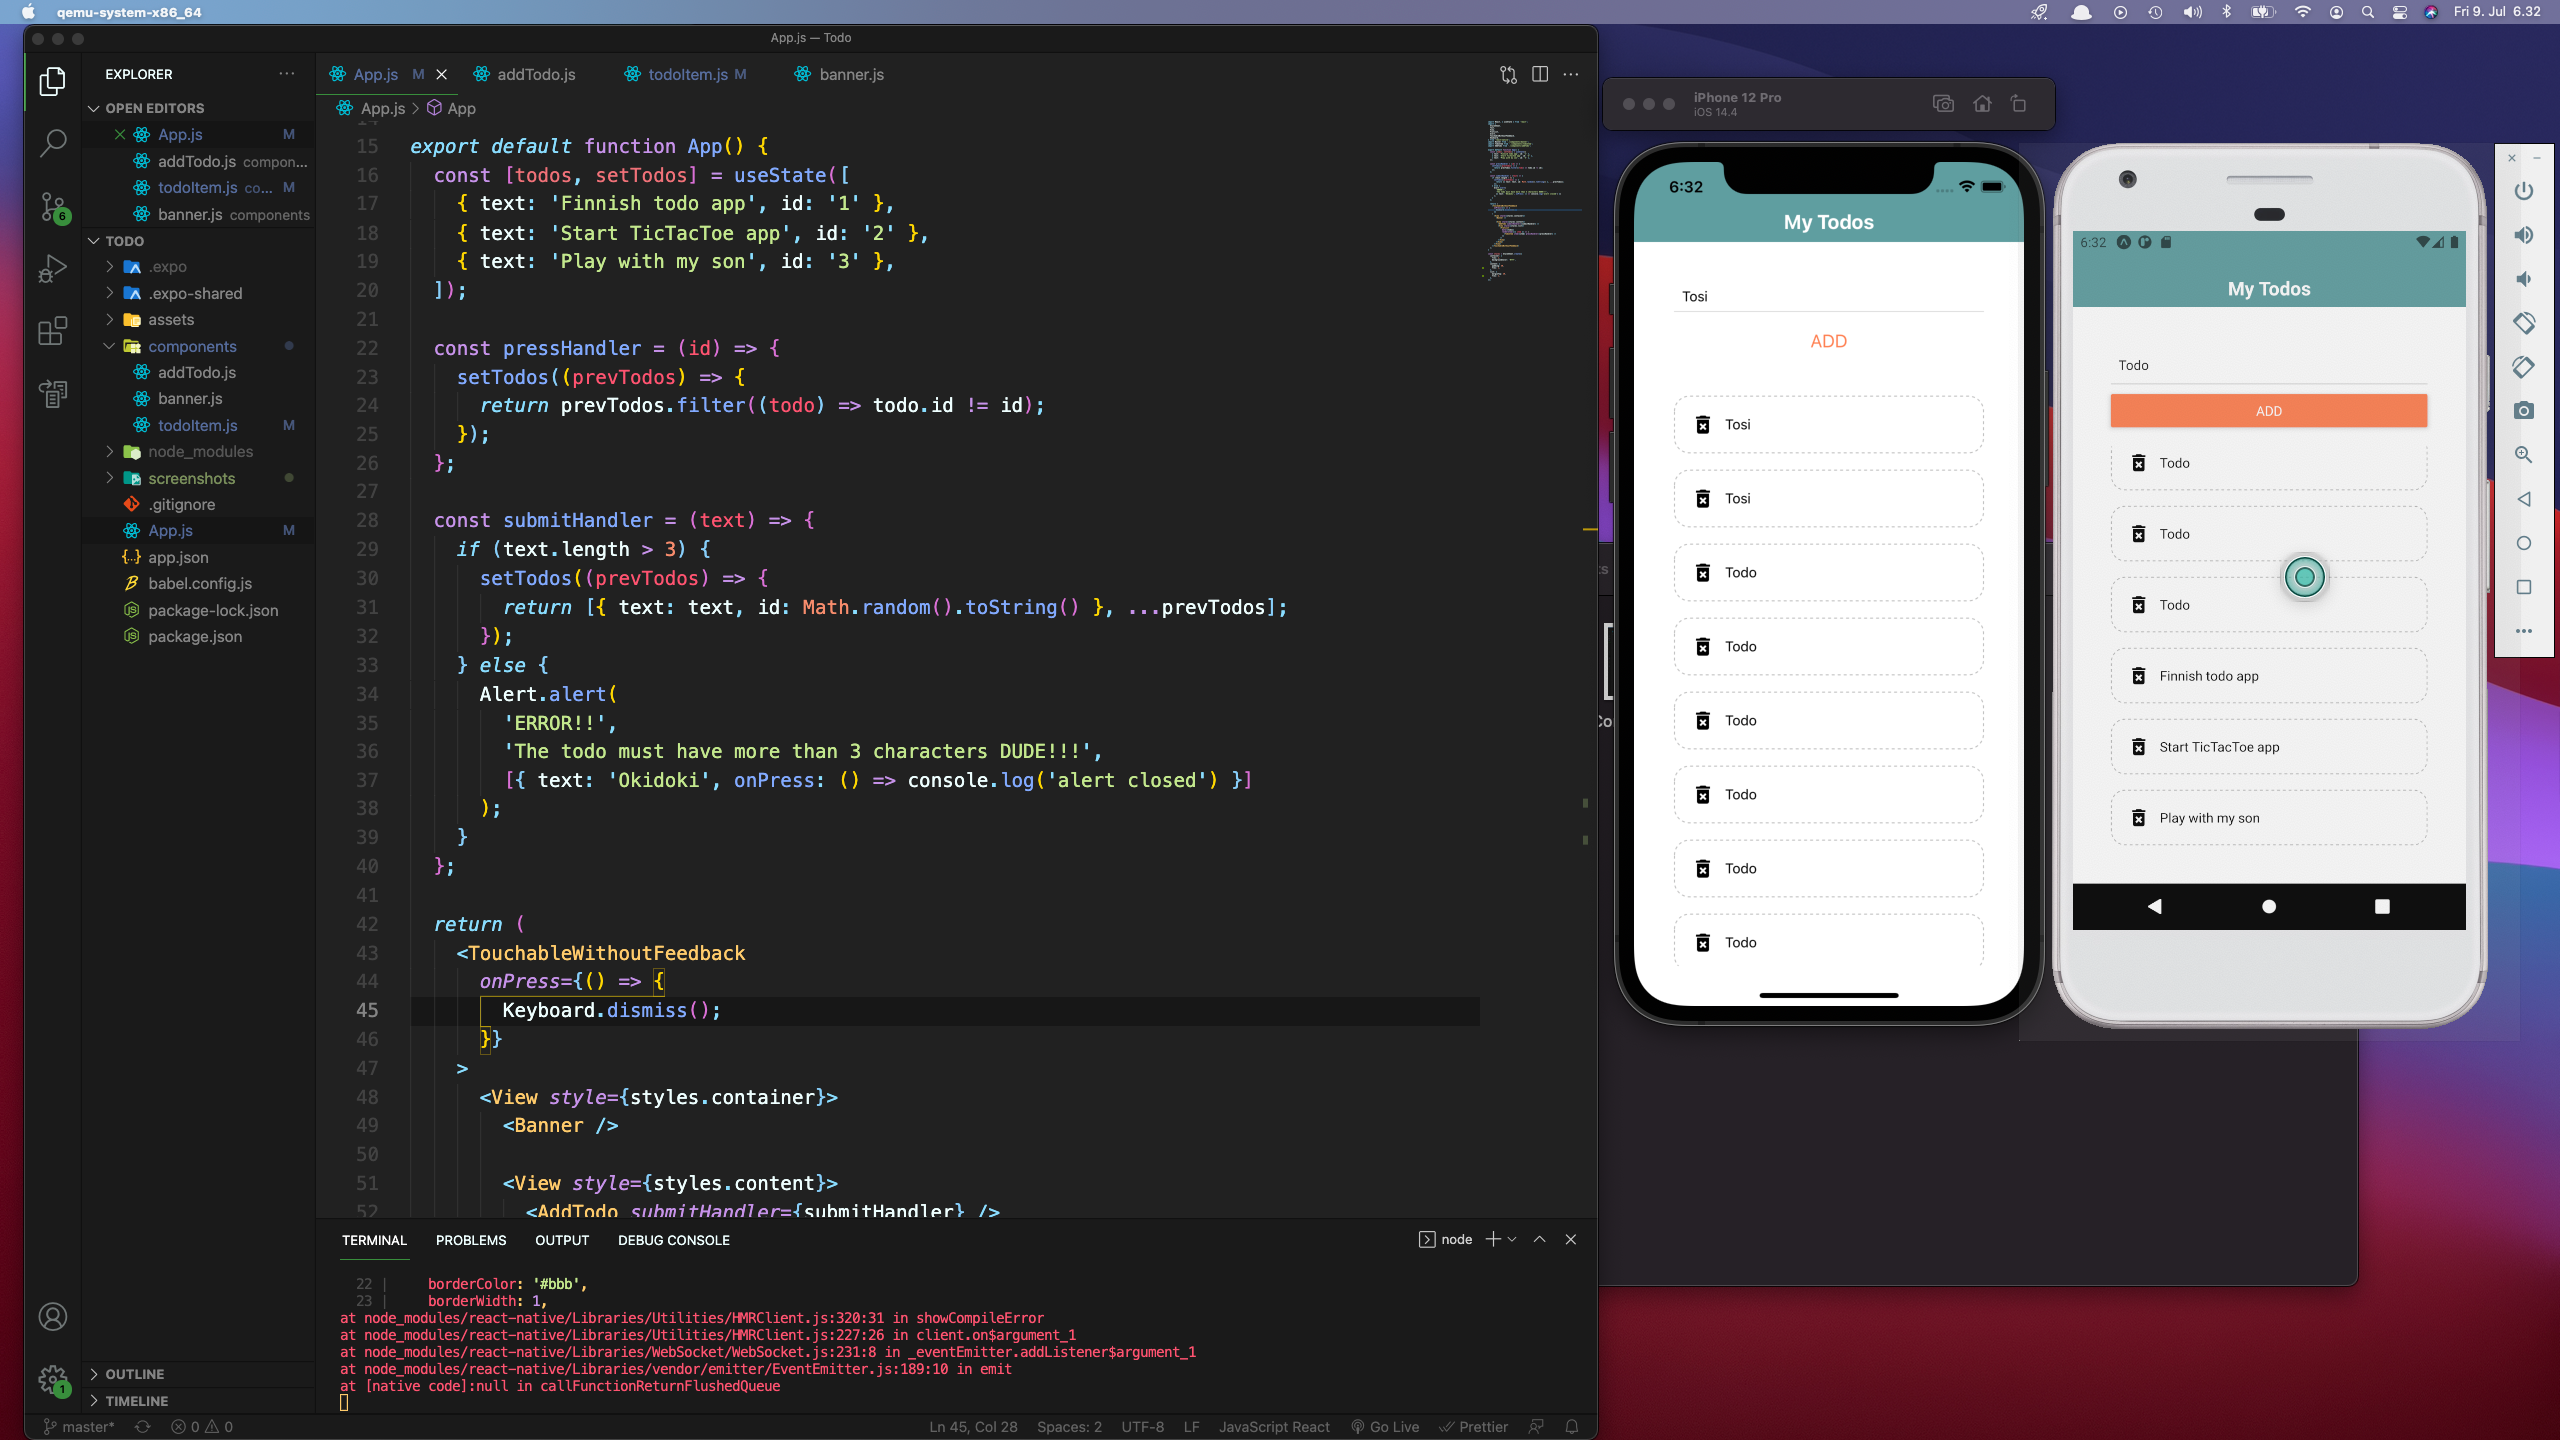 qemu-system-x86_64
Fri 9. Jul 6.32
App.js — Todo
EXPLORER
OPEN EDITORS
App.js M
addTodo.js compon...
todoItem.js co... M
banner.js components
TODO
.expo
.expo-shared
assets
components
addTodo.js
banner.js
todoItem.js M
node_modules
screenshots
.gitignore
App.js M
app.json
babel.config.js
package-lock.json
package.json
OUTLINE
TIMELINE
6
1
App.js M
addTodo.js
todoItem.js M
banner.js
App.js > App
14
15 export default function App() {
16 const [todos, setTodos] = useState([
17 { text: 'Finnish todo app', id: '1' },
18 { text: 'Start TicTacToe app', id: '2' },
19 { text: 'Play with my son', id: '3' },
20 ]);
21
22 const pressHandler = (id) => {
23 setTodos((prevTodos) => {
24 return prevTodos.filter((todo) => todo.id != id);
25 });
26 };
27
28 const submitHandler = (text) => {
29 if (text.length > 3) {
30 setTodos((prevTodos) => {
31 return [{ text: text, id: Math.random().toString() }, ...prevTodos];
32 });
33 } else {
34 Alert.alert(
35 'ERROR!!',
36 'The todo must have more than 3 characters DUDE!!!',
37 [{ text: 'Okidoki', onPress: () => console.log('alert closed') }]
38 );
39 }
40 };
41
42 return (
43 <TouchableWithoutFeedback
44 onPress={() => {
45 Keyboard.dismiss();
46 }}
47 >
48 <View style={styles.container}>
49 <Banner />
50
51 <View style={styles.content}>
52 <AddTodo submitHandler={submitHandler} />
TERMINAL PROBLEMS OUTPUT DEBUG CONSOLE
node
22 | borderColor: '#bbb',
23 | borderWidth: 1,
at node_modules/react-native/Libraries/Utilities/HMRClient.js:320:31 in showCompileError
at node_modules/react-native/Libraries/Utilities/HMRClient.js:227:26 in client.on$argument_1
at node_modules/react-native/Libraries/WebSocket/WebSocket.js:231:8 in _eventEmitter.addListener$argument_1
at node_modules/react-native/Libraries/vendor/emitter/EventEmitter.js:189:10 in emit
at [native code]:null in callFunctionReturnFlushedQueue
master* 0 0
Ln 45, Col 28 Spaces: 2 UTF-8 LF JavaScript React Go Live Prettier
iPhone 12 Pro
iOS 14.4
6:32
My Todos
Tosi
ADD
Tosi
Tosi
Todo
Todo
Todo
Todo
Todo
Todo
6:32
My Todos
Todo
ADD
Todo
Todo
Todo
Finnish todo app
Start TicTacToe app
Play with my son